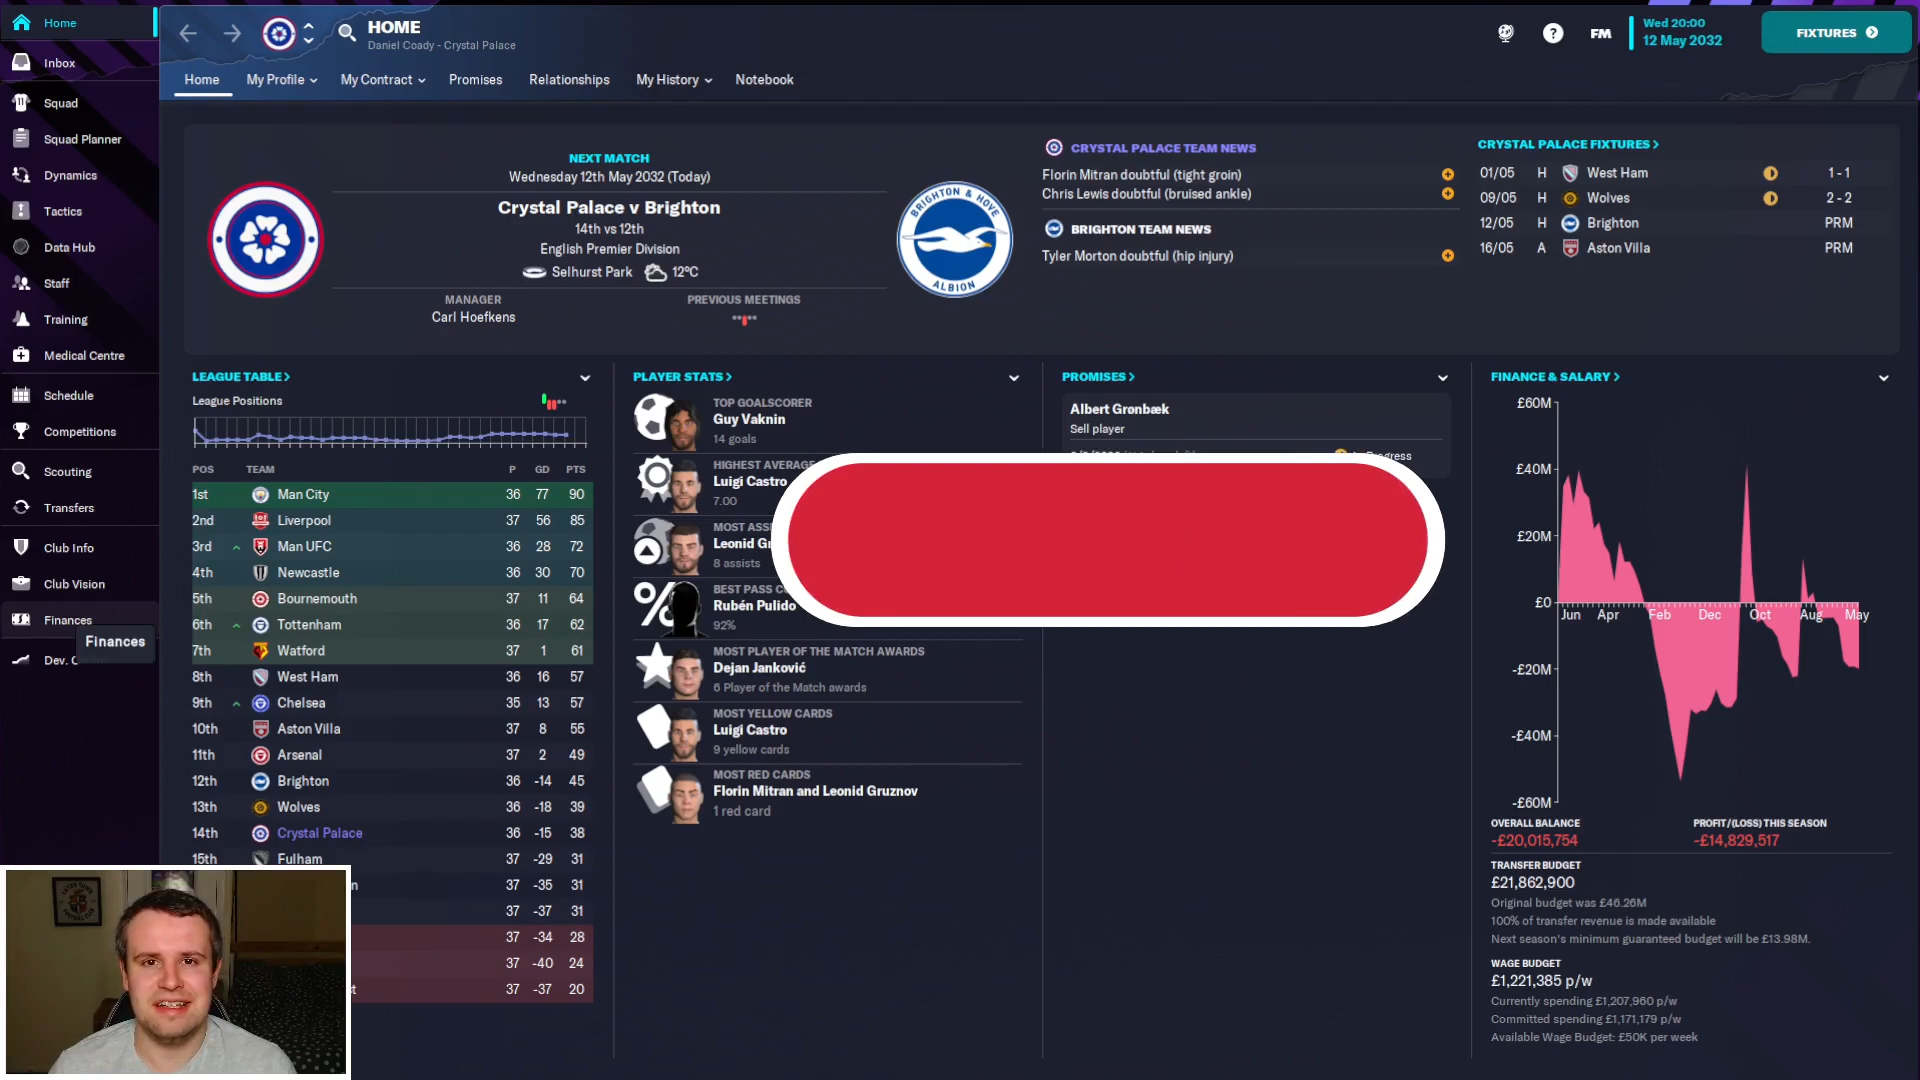 Home
HOME
Daniel Coady - Crystal Palace
FM
Wed 20:00
12 May 2032
FIXTURES
Inbox
Home
My Profile
My Contract
Promises
Relationships
My History
Notebook
Squad
Squad Planner
Dynamics
Tactics
Data Hub
Staff
Training
Medical Centre
Schedule
Competitions
Scouting
Transfers
Club Info
Club Vision
Finances
Finances
Dev. C
NEXT MATCH
Wednesday 12th May 2032 (Today)
Crystal Palace v Brighton
14th vs 12th
English Premier Division
Selhurst Park 12°C
MANAGER
Carl Hoefkens
PREVIOUS MEETINGS
BRIGHTON & HOVE
ALBION
CRYSTAL PALACE TEAM NEWS
Florin Mitran doubtful (tight groin)
Chris Lewis doubtful (bruised ankle)
BRIGHTON TEAM NEWS
Tyler Morton doubtful (hip injury)
CRYSTAL PALACE FIXTURES
01/05 H West Ham 1 - 1
09/05 H Wolves 2 - 2
12/05 H Brighton PRM
16/05 A Aston Villa PRM
LEAGUE TABLE
League Positions
POS TEAM P GD PTS
1st Man City 36 77 90
2nd Liverpool 37 56 85
3rd Man UFC 36 28 72
4th Newcastle 36 30 70
5th Bournemouth 37 11 64
6th Tottenham 36 17 62
7th Watford 37 1 61
8th West Ham 36 16 57
9th Chelsea 35 13 57
10th Aston Villa 37 8 55
11th Arsenal 37 2 49
12th Brighton 36 -14 45
13th Wolves 36 -18 39
14th Crystal Palace 36 -15 38
15th Fulham 37 -29 31
n 37 -35 31
37 -37 31
37 -34 28
37 -40 24
st 37 -37 20
PLAYER STATS
TOP GOALSCORER
Guy Vaknin
14 goals
HIGHEST AVERAGE
Luigi Castro
7.00
MOST ASS
Leonid Gr
8 assists
BEST PASS C
Rubén Pulido
92%
MOST PLAYER OF THE MATCH AWARDS
Dejan Janković
6 Player of the Match awards
MOST YELLOW CARDS
Luigi Castro
9 yellow cards
MOST RED CARDS
Florin Mitran and Leonid Gruznov
1 red card
PROMISES
Albert Grønbæk
Sell player
FINANCE & SALARY
£60M
£40M
£20M
£0
-£20M
-£40M
-£60M
Jun Apr Feb Dec Oct Aug May
OVERALL BALANCE
-£20,015,754
PROFIT/(LOSS) THIS SEASON
-£14,829,517
TRANSFER BUDGET
£21,862,900
Original budget was £46.26M
100% of transfer revenue is made available
Next season's minimum guaranteed budget will be £13.98M.
WAGE BUDGET
£1,221,385 p/w
Currently spending £1,207,960 p/w
Committed spending £1,171,179 p/w
Available Wage Budget: £50K per week